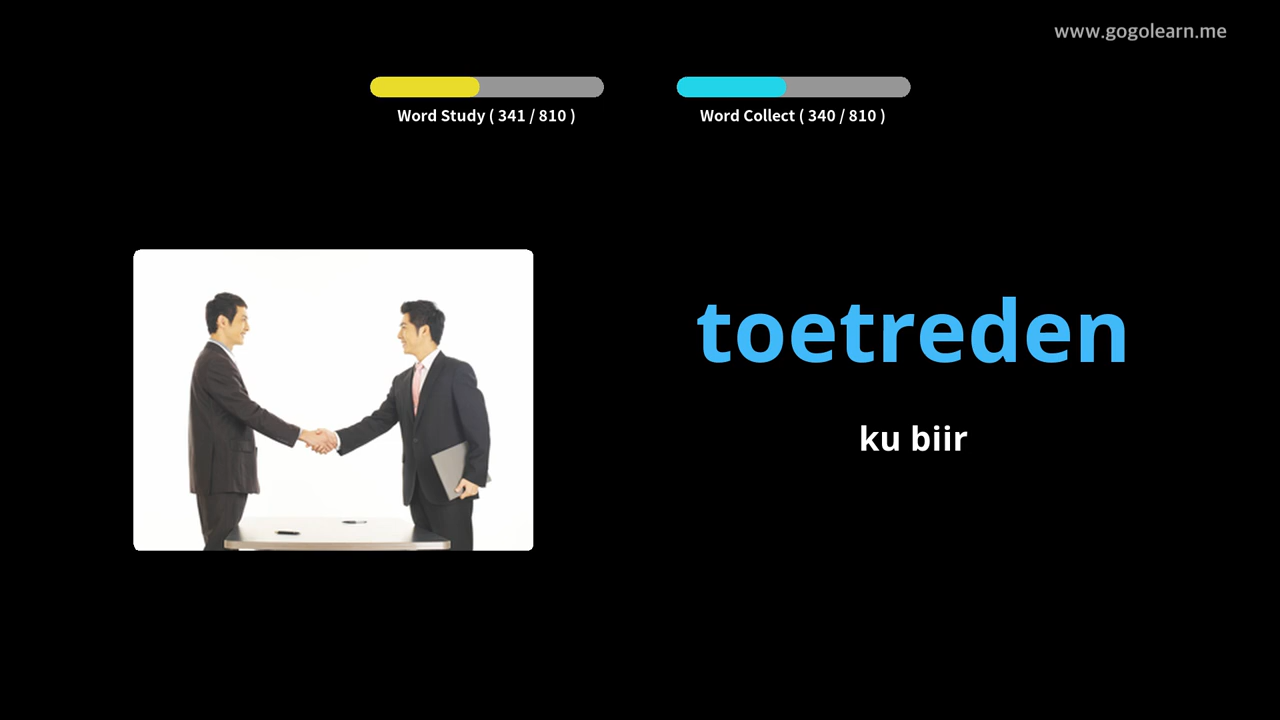 www.gogolearn.me
Word Study ( 341 / 810 )
Word Collect ( 340 / 810 )
toetreden
ku biir